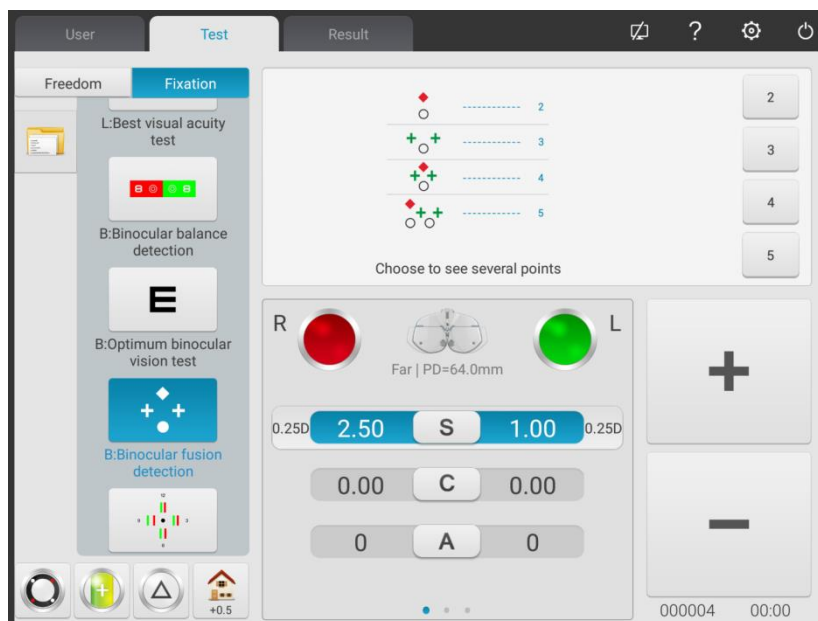 User
Test
Result
?
Freedom
Fixation
L:Best visual acuity
test
B:Binocular balance
detection
E
B:Optimum binocular
vision test
B:Binocular fusion
detection
+0.5
2
3
4
5
Choose to see several points
2
3
4
5
R
L
Far | PD=64.0mm
0.25D 2.50 S 1.00 0.25D
0.00 C 0.00
0 A 0
+
−
000004 00:00